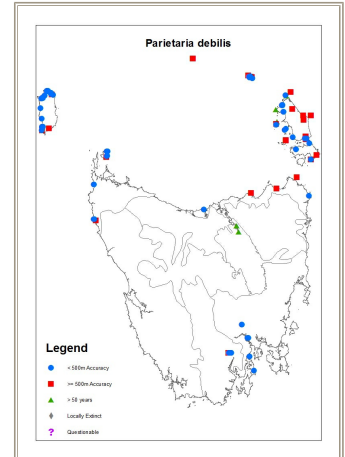 Parietaria debilis
Legend
< 500m Accuracy
>= 500m Accuracy
> 50 years
Locally Extinct
? Questionable